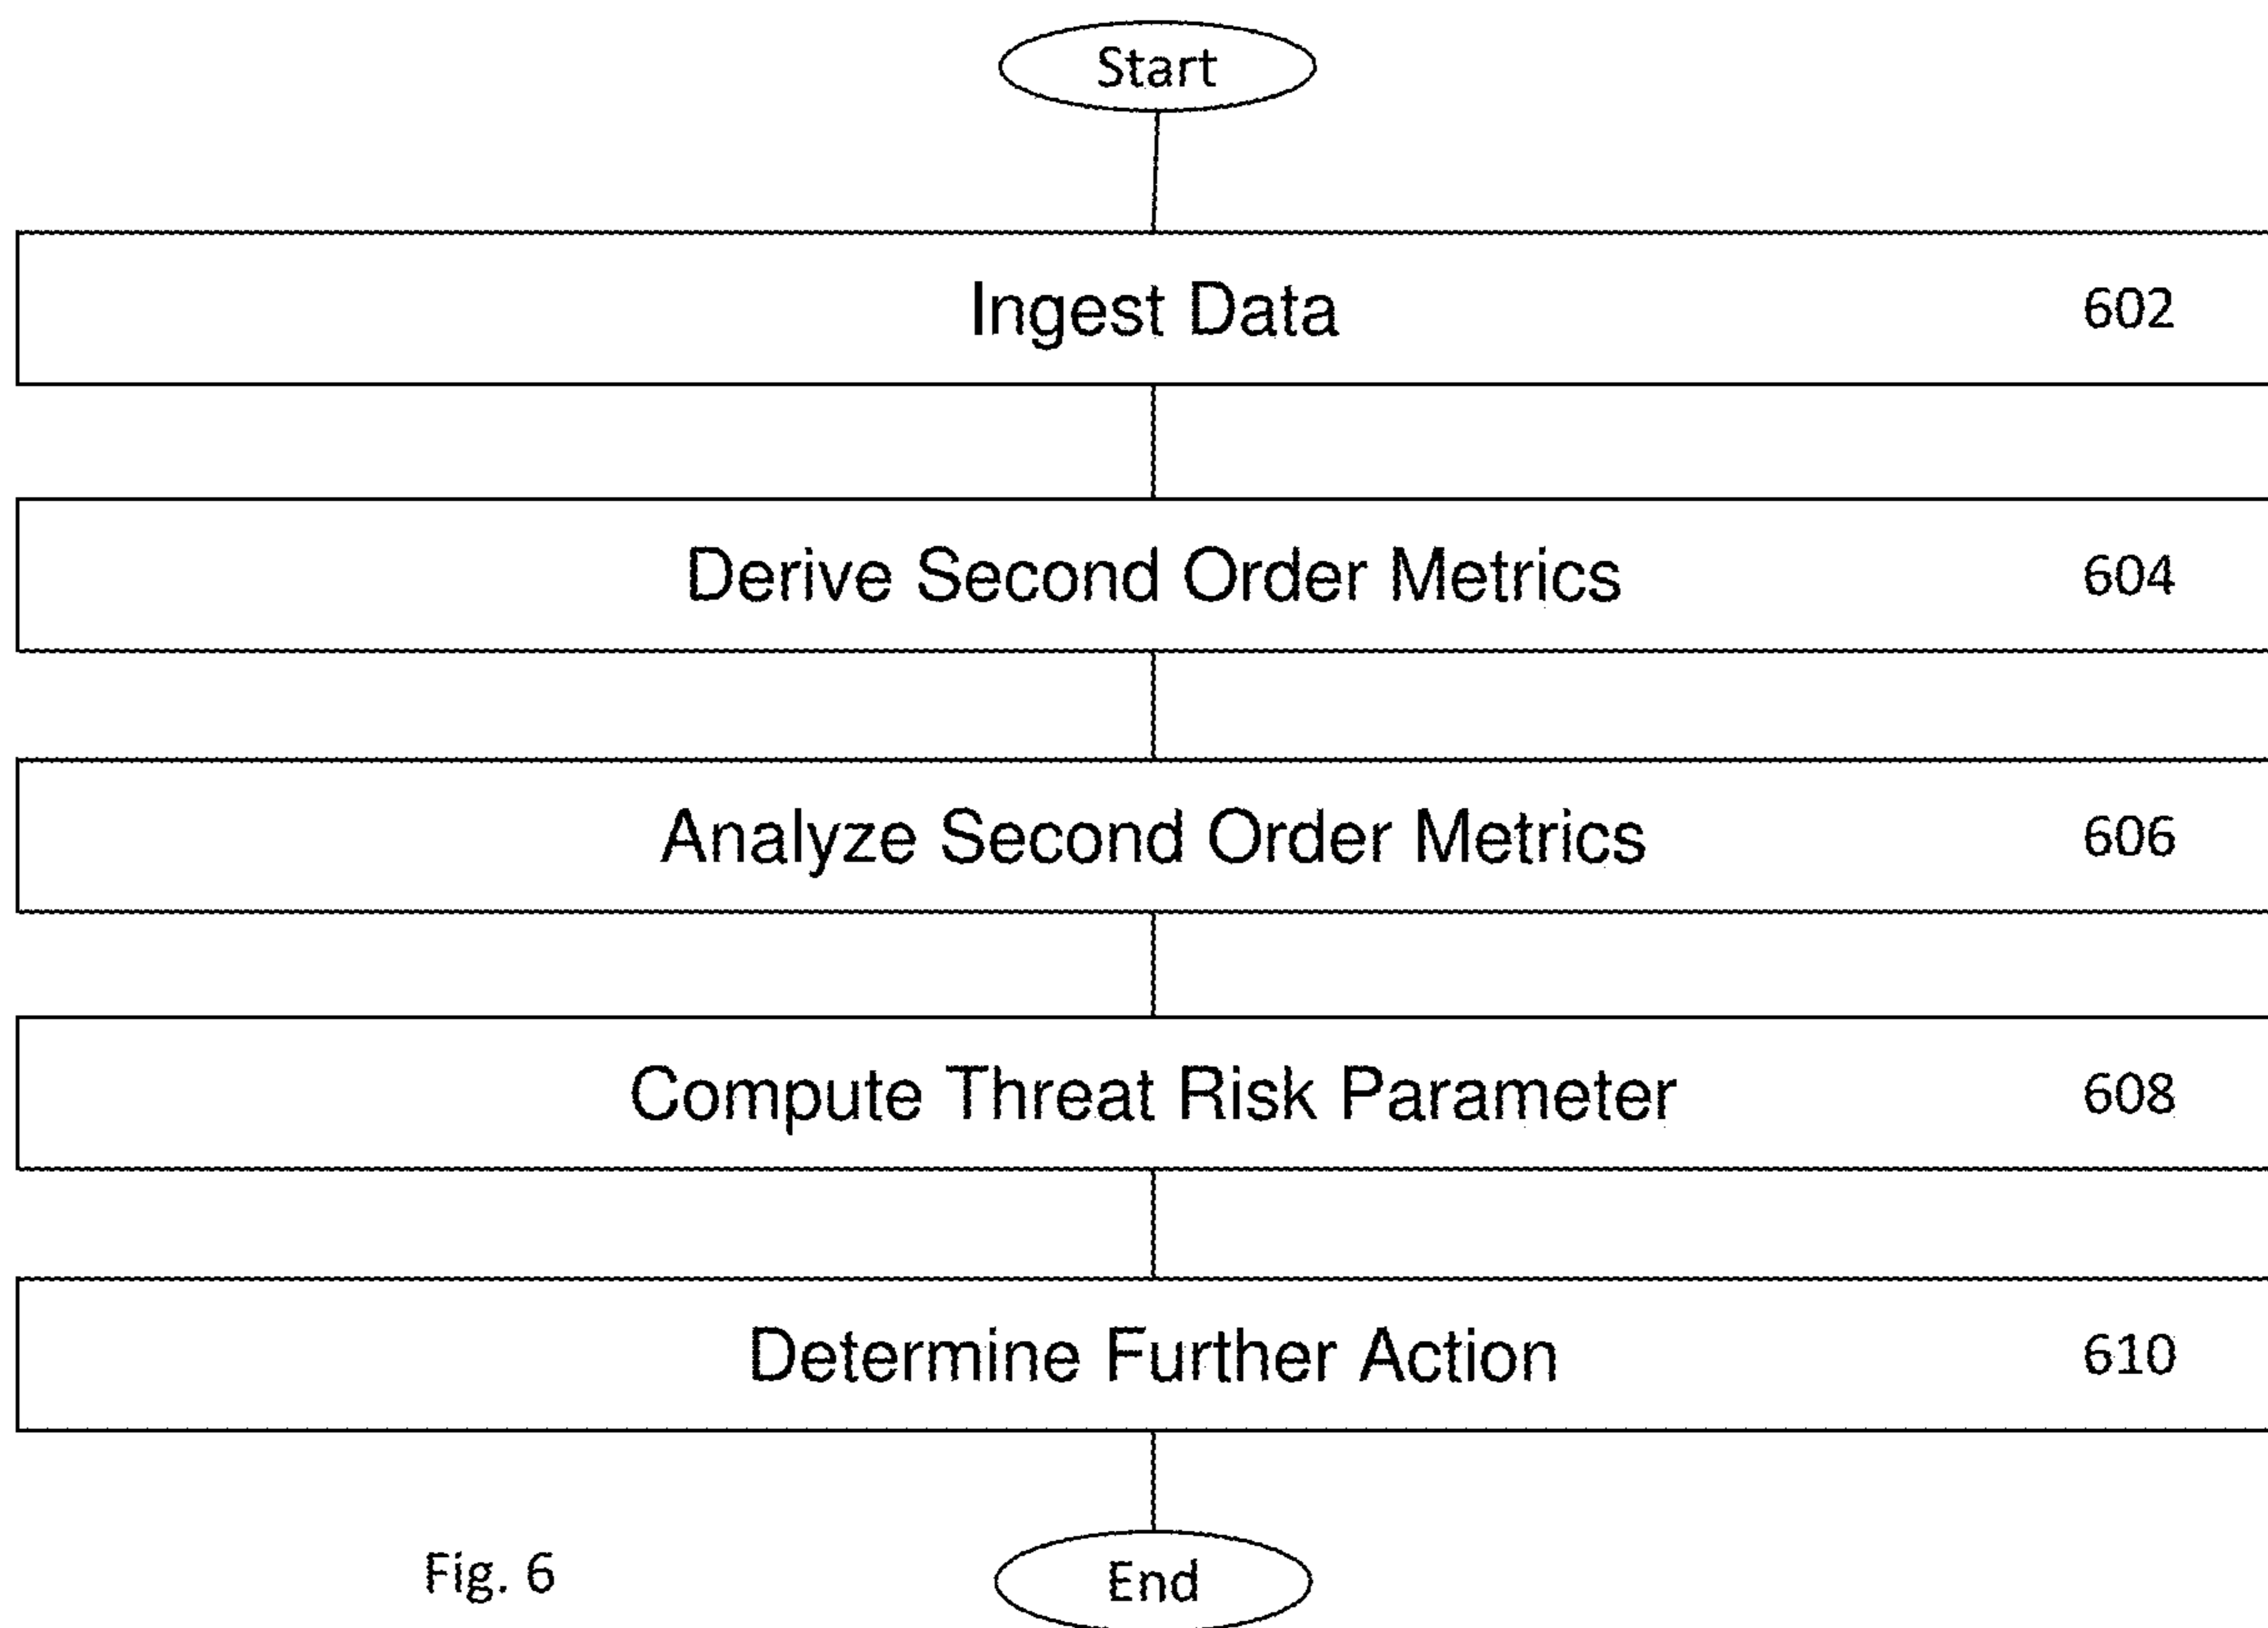 Start
Ingest Data 602
Derive Second Order Metrics 604
Analyze Second Order Metrics 606
Compute Threat Risk Parameter 608
Determine Further Action 610
Fig. 6
End